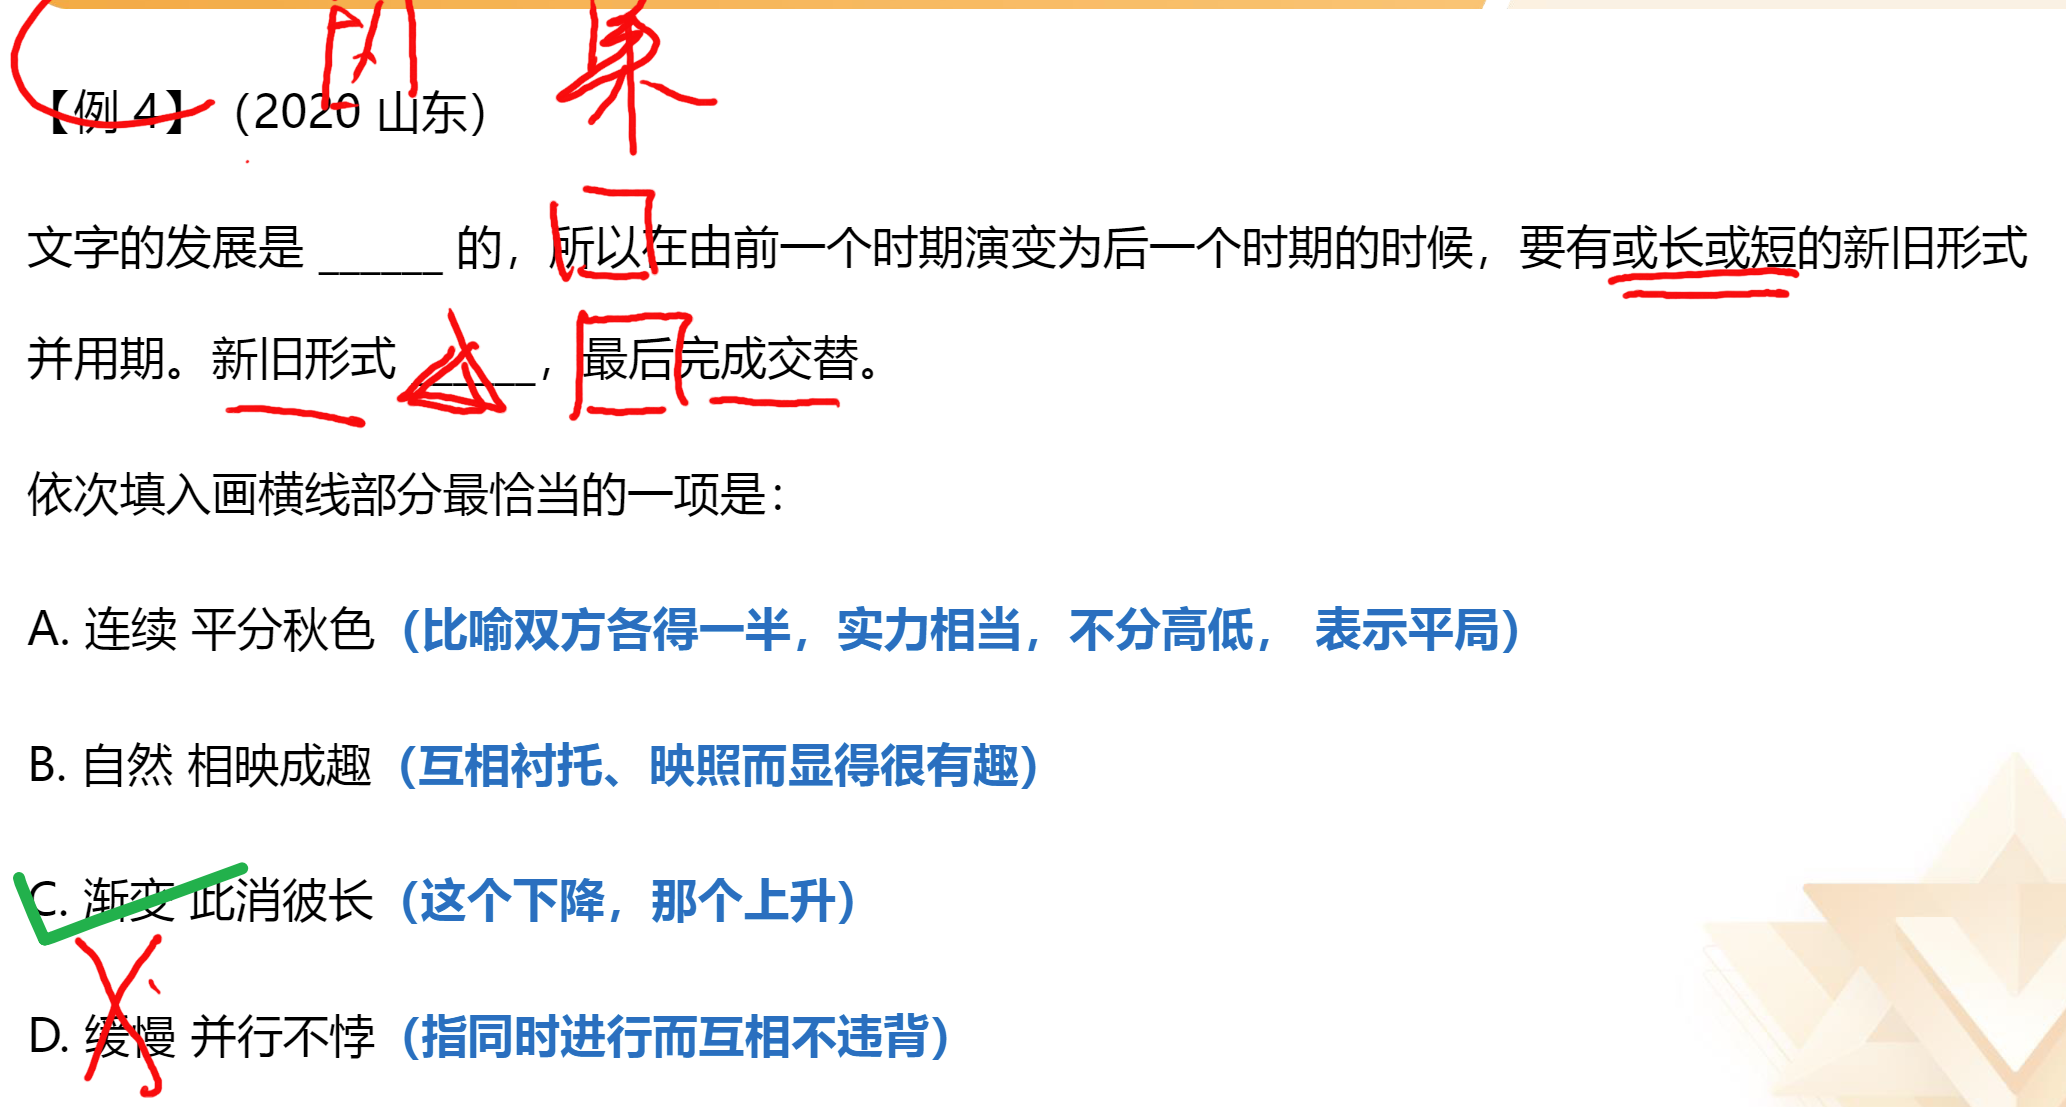 【例 4】（2020 山东）
文字的发展是 ______ 的，所以在由前一个时期演变为后一个时期的时候，要有或长或短的新旧形式
并用期。新旧形式 ______，最后完成交替。
依次填入画横线部分最恰当的一项是：
A. 连续 平分秋色（比喻双方各得一半，实力相当，不分高低， 表示平局）
B. 自然 相映成趣（互相衬托、映照而显得很有趣）
C. 渐变 此消彼长（这个下降，那个上升）
D. 缓慢 并行不悖（指同时进行而互相不违背）